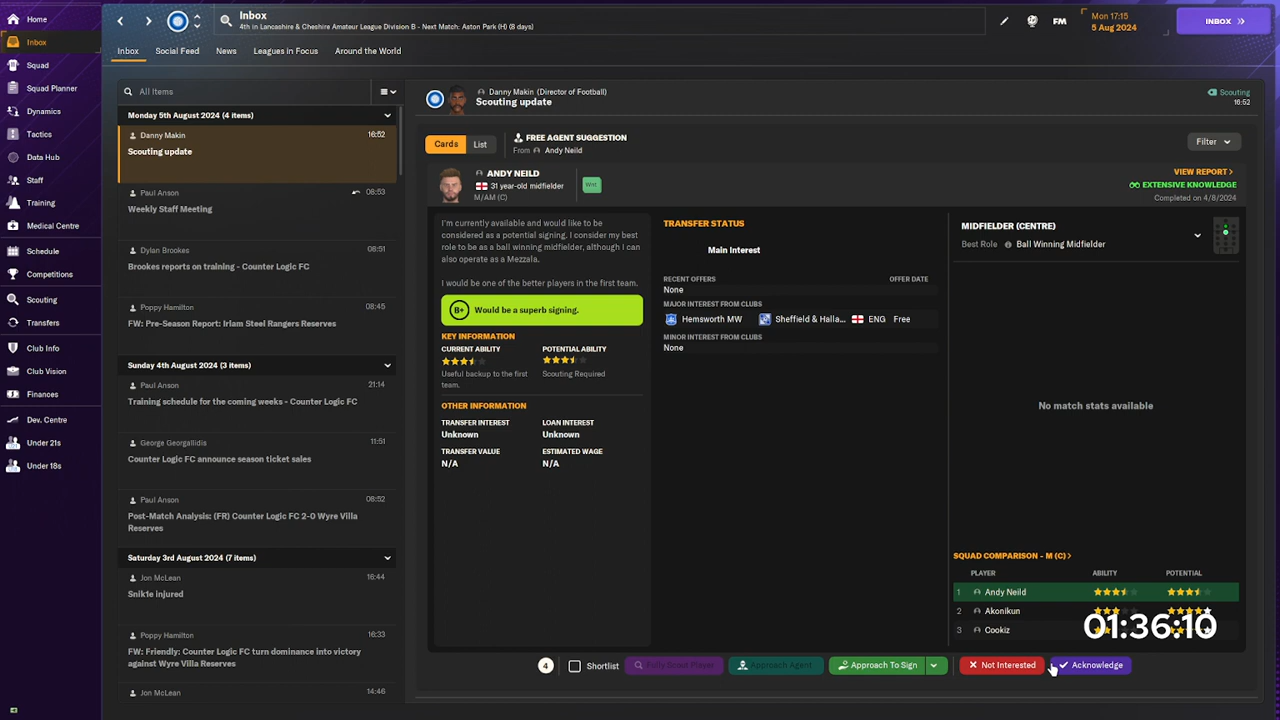 Home
Inbox
Squad
Squad Planner
Dynamics
Tactics
Data Hub
Staff
Training
Medical Centre
Schedule
Competitions
Scouting
Transfers
Club Info
Club Vision
Finances
Dev. Centre
Under 21s
Under 18s
Inbox
4th in Lancashire & Cheshire Amateur League Division B - Next Match: Aston Park (H) (8 days)
FM
Mon 17:15
5 Aug 2024
INBOX
Inbox Social Feed News Leagues in Focus Around the World
All Items
Monday 5th August 2024 (4 items)
Danny Makin 16:52
Scouting update
Paul Anson 08:53
Weekly Staff Meeting
Dylan Brookes 08:51
Brookes reports on training - Counter Logic FC
Poppy Hamilton 08:45
FW: Pre-Season Report: Irlam Steel Rangers Reserves
Sunday 4th August 2024 (3 items)
Paul Anson 21:14
Training schedule for the coming weeks - Counter Logic FC
George Georgallidis 11:51
Counter Logic FC announce season ticket sales
Paul Anson 08:52
Post-Match Analysis: (FR) Counter Logic FC 2-0 Wyre Villa
Reserves
Saturday 3rd August 2024 (7 items)
Jon McLean 16:44
Snik1e injured
Poppy Hamilton 16:33
FW: Friendly: Counter Logic FC turn dominance into victory
against Wyre Villa Reserves
Jon McLean 14:46
Danny Makin (Director of Football)
Scouting update
Scouting
16:52
Cards List
FREE AGENT SUGGESTION
From Andy Neild
Filter
ANDY NEILD
31 year-old midfielder
M/AM (C)
Wnt
VIEW REPORT >
EXTENSIVE KNOWLEDGE
Completed on 4/8/2024
I'm currently available and would like to be
considered as a potential signing. I consider my best
role to be as a ball winning midfielder, although I can
also operate as a Mezzala.
I would be one of the better players in the first team.
B+ Would be a superb signing.
KEY INFORMATION
CURRENT ABILITY POTENTIAL ABILITY
Useful backup to the first
team.
Scouting Required
OTHER INFORMATION
TRANSFER INTEREST LOAN INTEREST
Unknown Unknown
TRANSFER VALUE ESTIMATED WAGE
N/A N/A
TRANSFER STATUS
Main Interest
RECENT OFFERS OFFER DATE
None
MAJOR INTEREST FROM CLUBS
Hemsworth MW Sheffield & Halla... ENG Free
MINOR INTEREST FROM CLUBS
None
MIDFIELDER (CENTRE)
Best Role Ball Winning Midfielder
No match stats available
SQUAD COMPARISON - M (C) >
PLAYER ABILITY POTENTIAL
1 Andy Neild
2 Akonikun
3 Cookiz
01:36:10
4 Shortlist Fully Scout Player Approach Agent Approach To Sign Not Interested Acknowledge